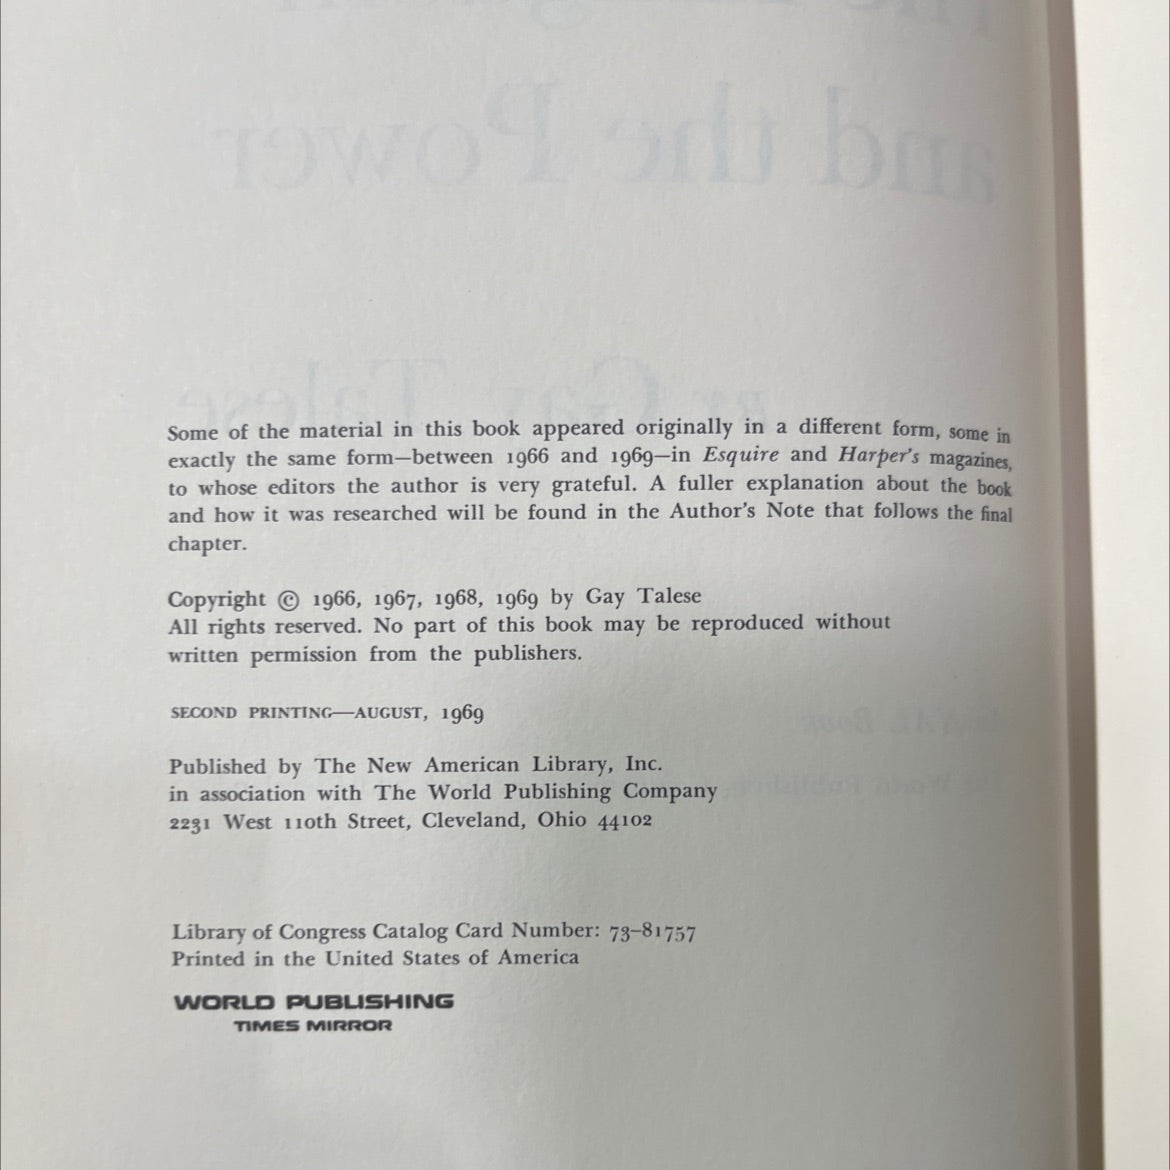 and the Power
BY Gay Talese
Some of the material in this book appeared originally in a different form, some in
exactly the same form—between 1966 and 1969—in Esquire and Harper's magazines,
to whose editors the author is very grateful. A fuller explanation about the book
and how it was researched will be found in the Author's Note that follows the final
chapter.
Copyright © 1966, 1967, 1968, 1969 by Gay Talese
All rights reserved. No part of this book may be reproduced without
written permission from the publishers.
SECOND PRINTING—AUGUST, 1969
Published by The New American Library, Inc.
in association with The World Publishing Company
2231 West 110th Street, Cleveland, Ohio 44102
Library of Congress Catalog Card Number: 73-81757
Printed in the United States of America
WORLD PUBLISHING
TIMES MIRROR